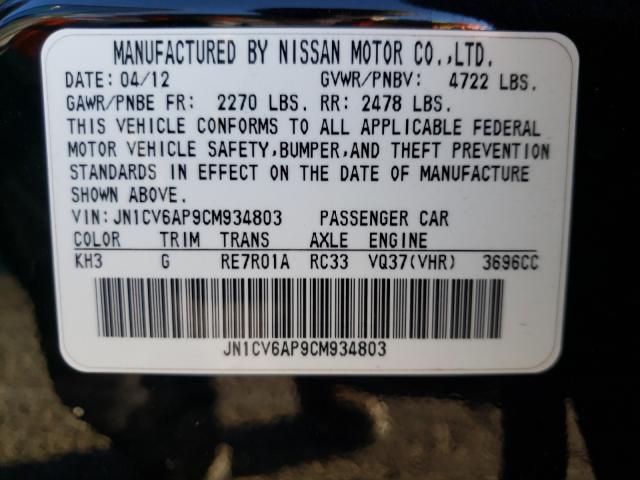 MANUFACTURED BY NISSAN MOTOR CO.,LTD.
DATE: 04/12 GVWR/PNBV: 4722 LBS.
GAWR/PNBE FR: 2270 LBS. RR: 2478 LBS.
THIS VEHICLE CONFORMS TO ALL APPLICABLE FEDERAL
MOTOR VEHICLE SAFETY,BUMPER,AND THEFT PREVENTION
STANDARDS IN EFFECT ON THE DATE OF MANUFACTURE
SHOWN ABOVE.
VIN:JN1CV6AP9CM934803 PASSENGER CAR
COLOR TRIM TRANS AXLE ENGINE
KH3 G RE7R01A RC33 VQ37(VHR) 3696CC
JN1CV6AP9CM934803